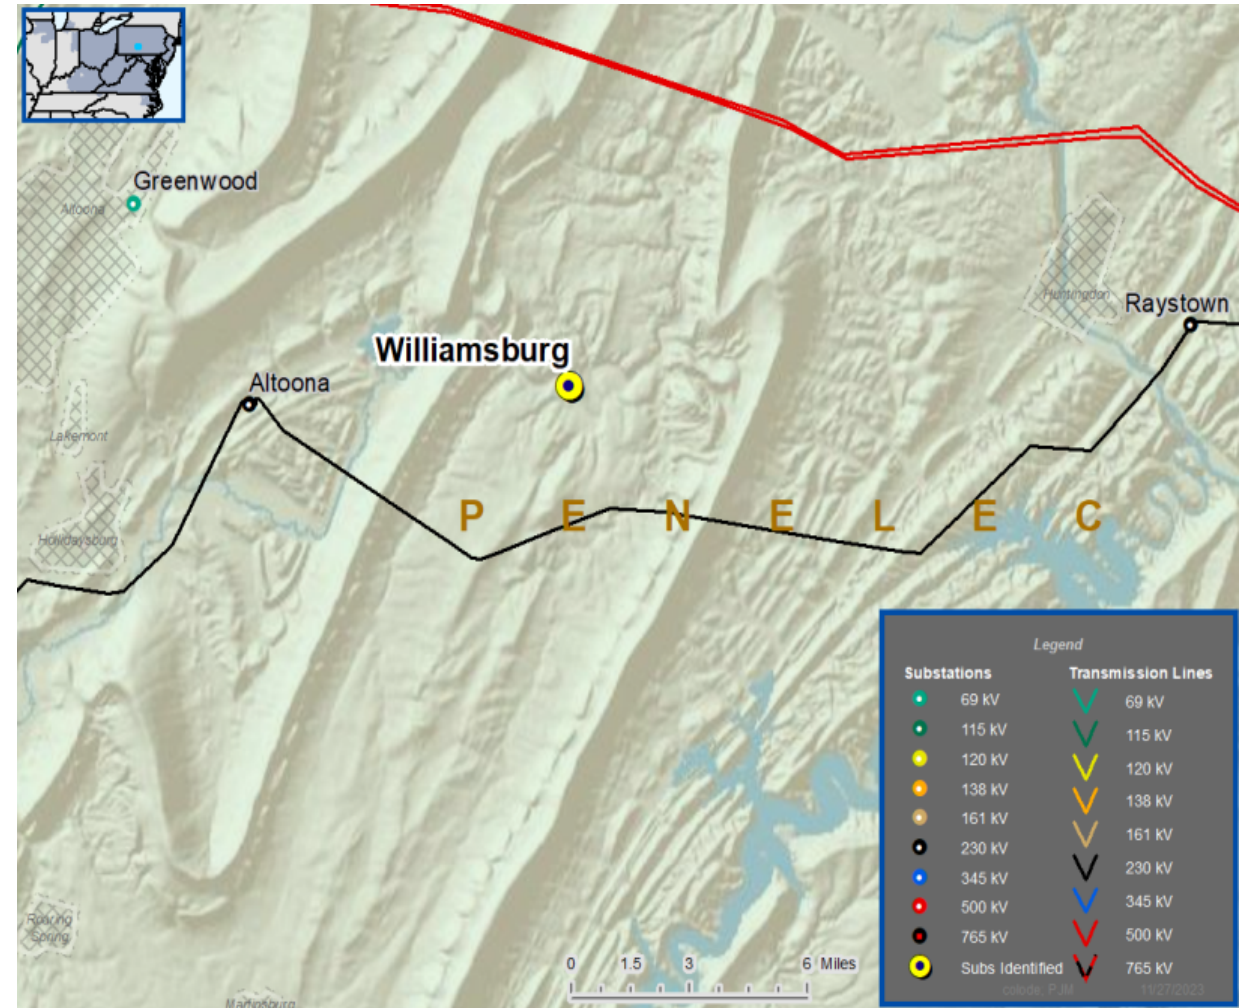 Greenwood
Altoona
Huntingdon
Raystown
Williamsburg
Altoona
Lakemont
P E N E L E C
Hollidaysburg
Legend
Substations Transmission Lines
69 kV 69 kV
115 kV 115 kV
120 kV 120 kV
138 kV 138 kV
161 kV 161 kV
230 kV 230 kV
345 kV 345 kV
500 kV 500 kV
765 kV
Subs Identified 765 kV
Roaring
Spring
0 1.5 3 6 Miles
colode, PJM 11/27/2023
Martinsburg